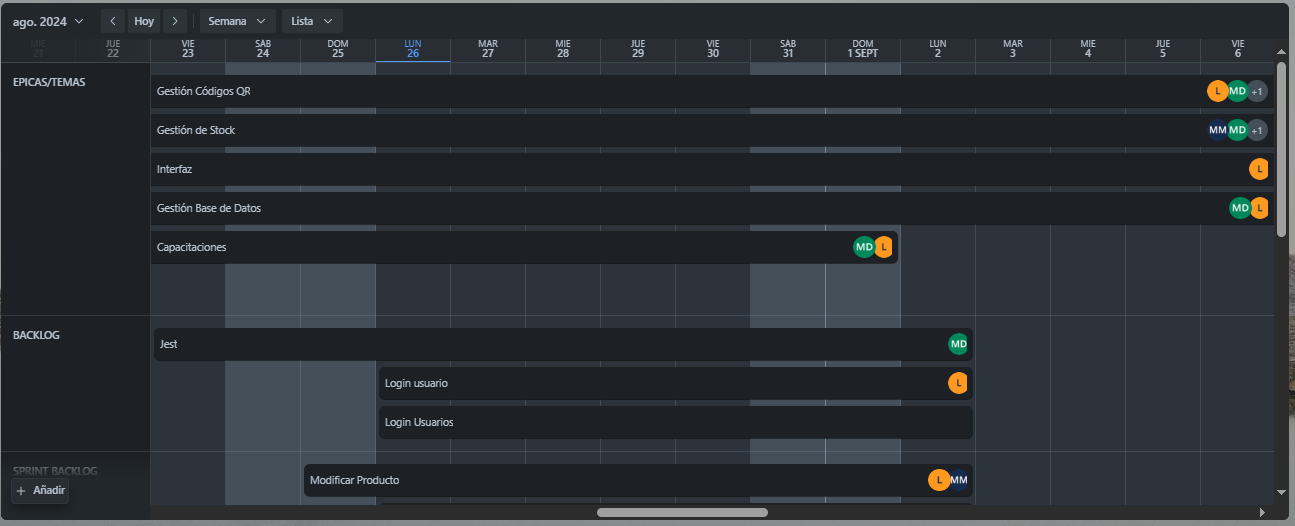 ago. 2024
Hoy
Semana
Lista
MIE JUE VIE SAB DOM LUN MAR MIE JUE VIE SAB DOM LUN MAR MIE JUE VIE
21 22 23 24 25 26 27 28 29 30 31 1 SEPT 2 3 4 5 6
EPICAS/TEMAS
Gestión Códigos QR
L MD +1
Gestión de Stock
MM MD +1
Interfaz
L
Gestión Base de Datos
MD L
Capacitaciones
MD L
BACKLOG
Jest
MD
Login usuario
L
Login Usuarios
SPRINT BACKLOG
Modificar Producto
L MM
+ Añadir